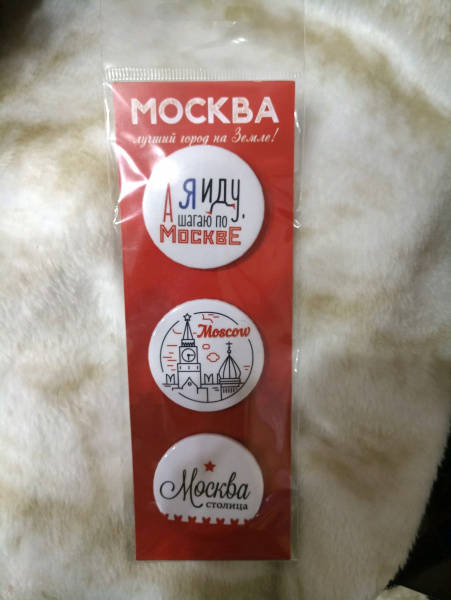 МОСКВА
лучший город на Земле!
А Я ИДУ,
ШАГАЮ ПО
МОСКВЕ
Moscow
Москва
СТОЛИЦА